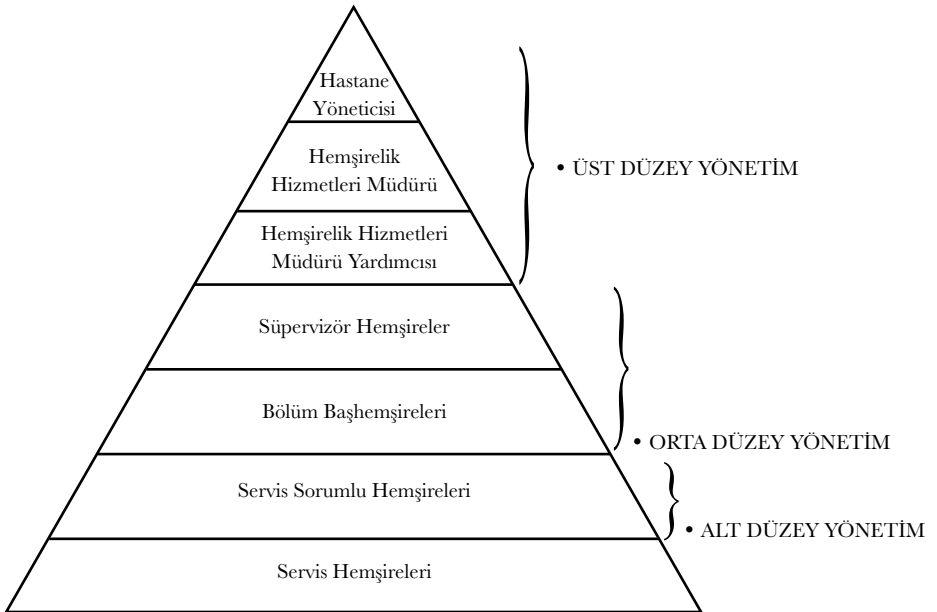 Hastane
Yöneticisi
Hemşirelik
Hizmetleri Müdürü
• ÜST DÜZEY YÖNETİM
Hemşirelik Hizmetleri
Müdürü Yardımcısı
Süpervizör Hemşireler
Bölüm Başhemşireleri
• ORTA DÜZEY YÖNETİM
Servis Sorumlu Hemşireleri
• ALT DÜZEY YÖNETİM
Servis Hemşireleri